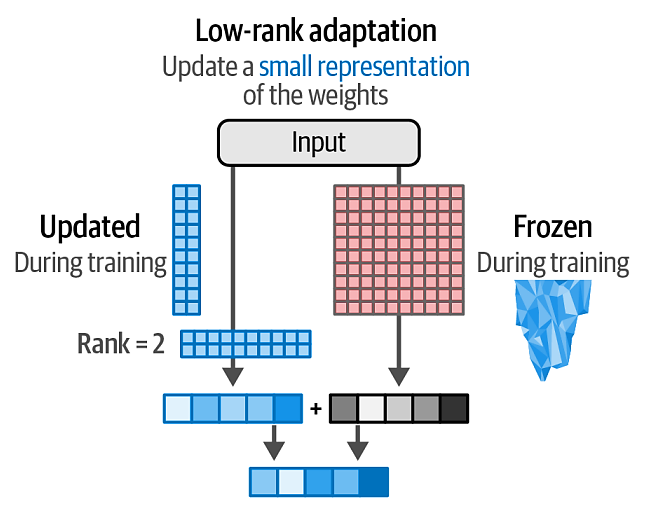 Low-rank adaptation
Update a small representation
of the weights
Input
Updated
During training
Frozen
During training
Rank = 2
+